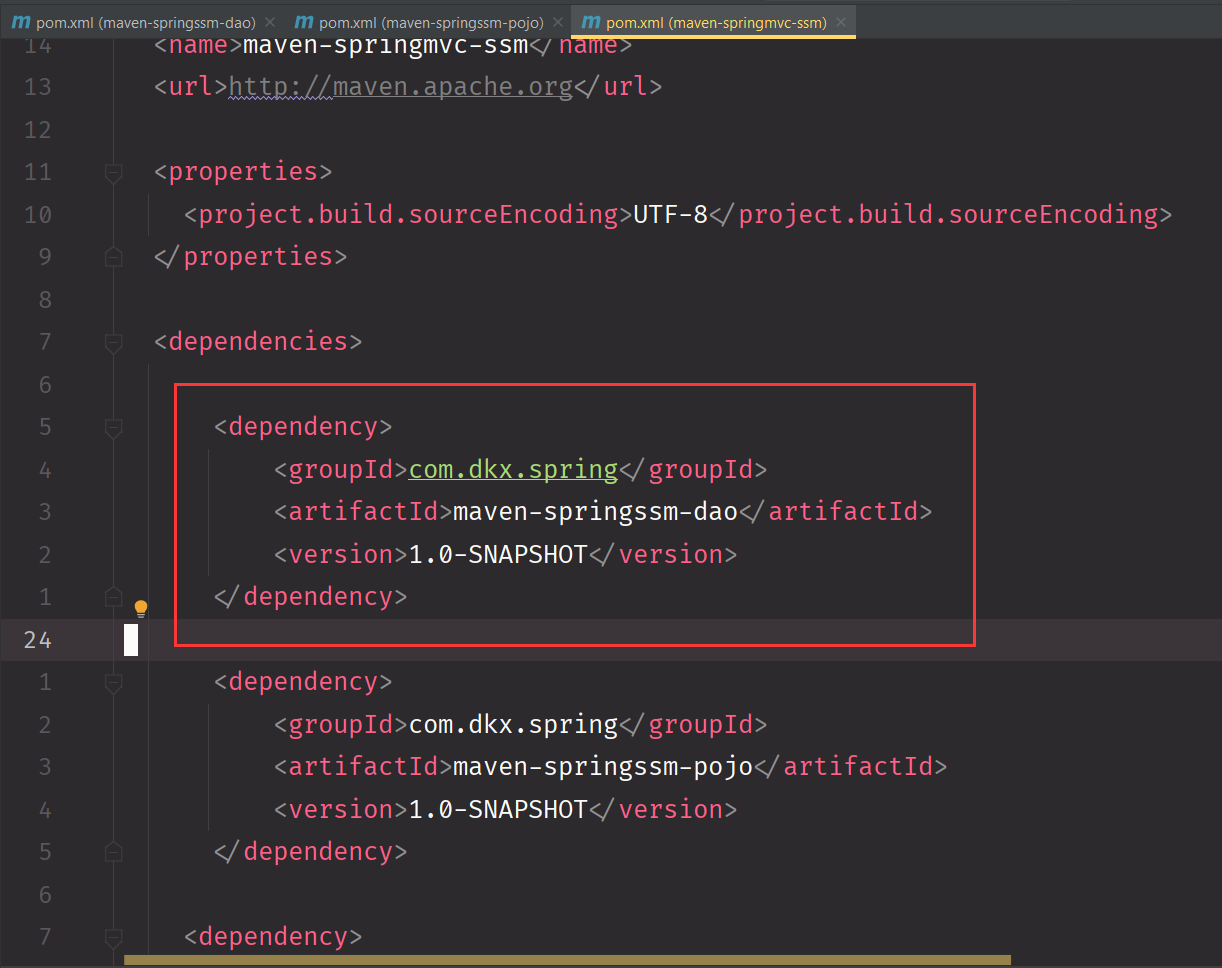 m pom.xml (maven-springssm-dao) × m pom.xml (maven-springssm-pojo) × m pom.xml (maven-springmvc-ssm) ×
14 <name>maven-springmvc-ssm</name>
13 <url>http://maven.apache.org</url>
12
11 <properties>
10 <project.build.sourceEncoding>UTF-8</project.build.sourceEncoding>
9 </properties>
8
7 <dependencies>
6
5 <dependency>
4 <groupId>com.dkx.spring</groupId>
3 <artifactId>maven-springssm-dao</artifactId>
2 <version>1.0-SNAPSHOT</version>
1 </dependency>
24
1 <dependency>
2 <groupId>com.dkx.spring</groupId>
3 <artifactId>maven-springssm-pojo</artifactId>
4 <version>1.0-SNAPSHOT</version>
5 </dependency>
6
7 <dependency>